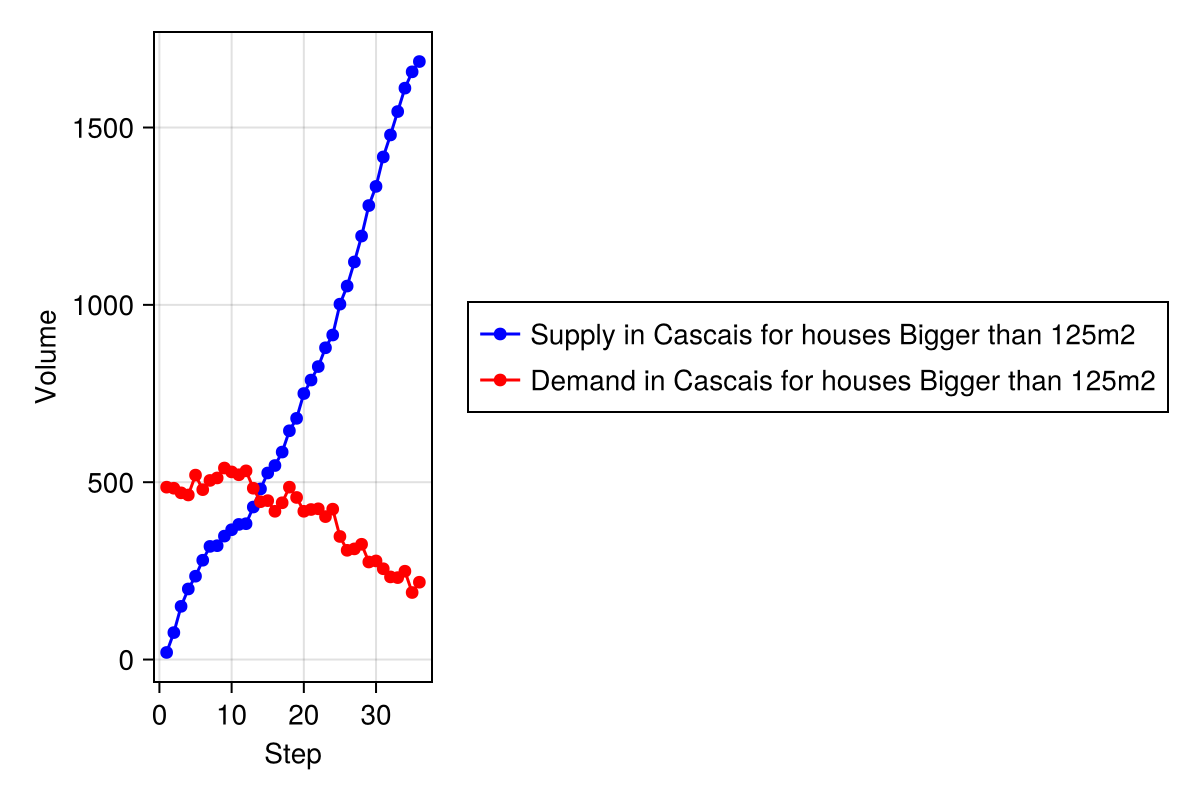 1500
1000
500
0
Volume
0 10 20 30
Step
Supply in Cascais for houses Bigger than 125m2
Demand in Cascais for houses Bigger than 125m2